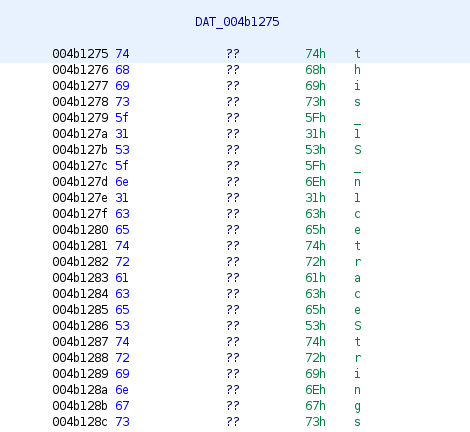 DAT_004b1275
004b1275 74 ?? 74h t
004b1276 68 ?? 68h h
004b1277 69 ?? 69h i
004b1278 73 ?? 73h s
004b1279 5f ?? 5Fh _
004b127a 31 ?? 31h 1
004b127b 53 ?? 53h S
004b127c 5f ?? 5Fh _
004b127d 6e ?? 6Eh n
004b127e 31 ?? 31h 1
004b127f 63 ?? 63h c
004b1280 65 ?? 65h e
004b1281 74 ?? 74h t
004b1282 72 ?? 72h r
004b1283 61 ?? 61h a
004b1284 63 ?? 63h c
004b1285 65 ?? 65h e
004b1286 53 ?? 53h S
004b1287 74 ?? 74h t
004b1288 72 ?? 72h r
004b1289 69 ?? 69h i
004b128a 6e ?? 6Eh n
004b128b 67 ?? 67h g
004b128c 73 ?? 73h s